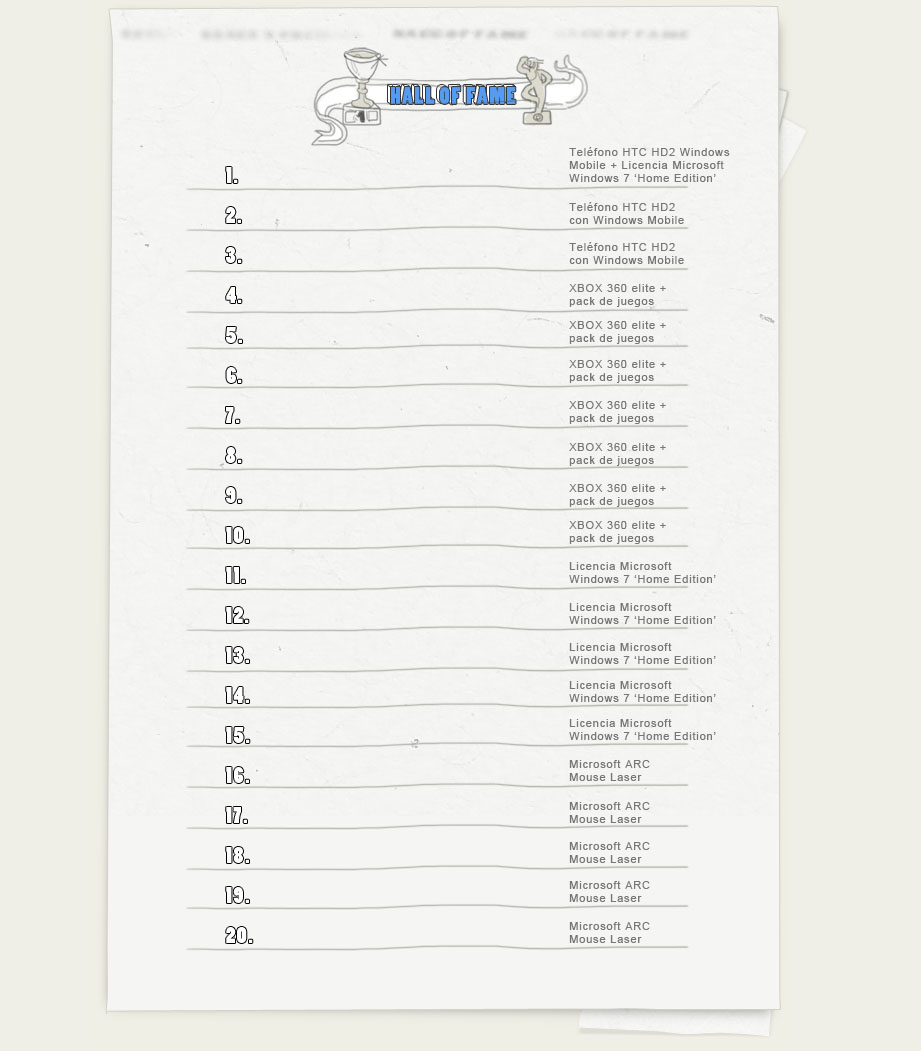 HALL OF FAME
1.
Teléfono HTC HD2 Windows
Mobile + Licencia Microsoft
Windows 7 ‘Home Edition’
2.
Teléfono HTC HD2
con Windows Mobile
3.
Teléfono HTC HD2
con Windows Mobile
4.
XBOX 360 elite +
pack de juegos
5.
XBOX 360 elite +
pack de juegos
6.
XBOX 360 elite +
pack de juegos
7.
XBOX 360 elite +
pack de juegos
8.
XBOX 360 elite +
pack de juegos
9.
XBOX 360 elite +
pack de juegos
10.
XBOX 360 elite +
pack de juegos
11.
Licencia Microsoft
Windows 7 ‘Home Edition’
12.
Licencia Microsoft
Windows 7 ‘Home Edition’
13.
Licencia Microsoft
Windows 7 ‘Home Edition’
14.
Licencia Microsoft
Windows 7 ‘Home Edition’
15.
Licencia Microsoft
Windows 7 ‘Home Edition’
16.
Microsoft ARC
Mouse Laser
17.
Microsoft ARC
Mouse Laser
18.
Microsoft ARC
Mouse Laser
19.
Microsoft ARC
Mouse Laser
20.
Microsoft ARC
Mouse Laser